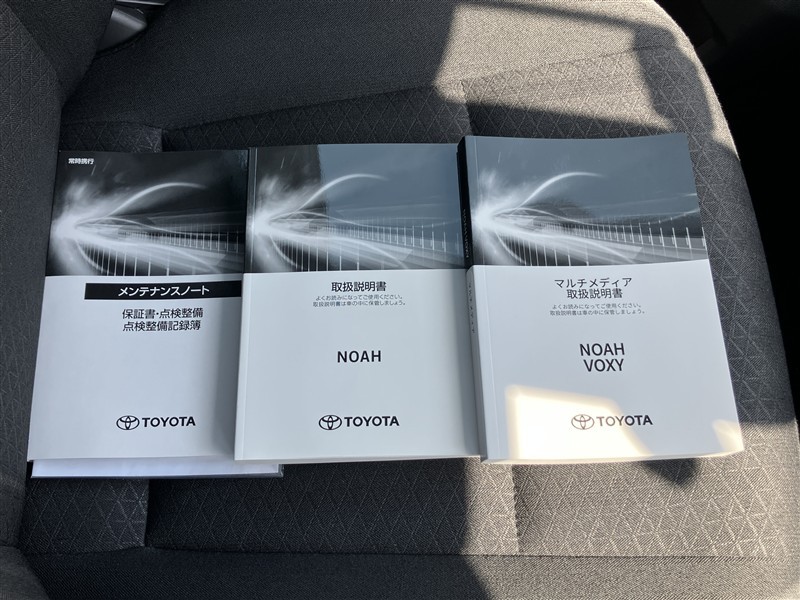 常時携行
メンテナンスノート
保証書・点検整備
点検整備記録簿
TOYOTA
取扱説明書
よくお読みになってご使用ください。
取扱説明書は車の中に保管しましょう。
NOAH
TOYOTA
マルチメディア
取扱説明書
よくお読みになってご使用ください。
取扱説明書は車の中に保管しましょう。
NOAH
VOXY
TOYOTA